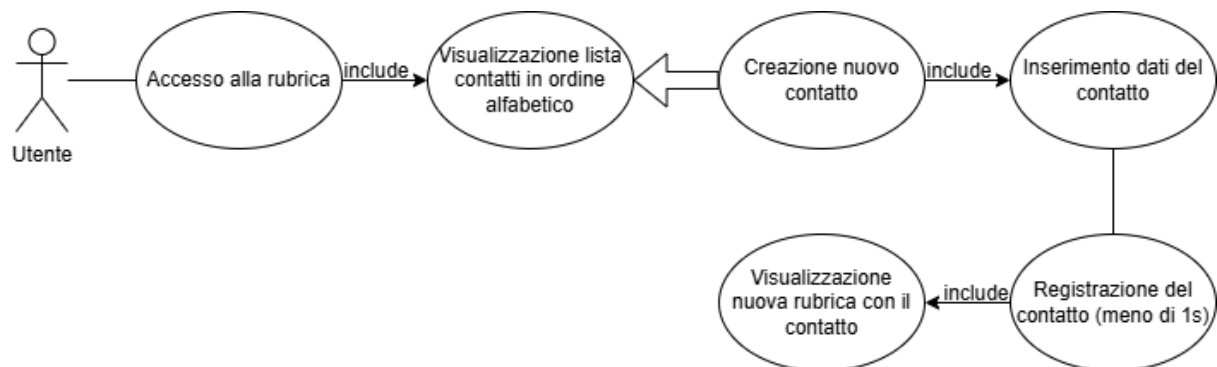 Utente
Accesso alla rubrica
include
Visualizzazione lista
contatti in ordine
alfabetico
Creazione nuovo
contatto
include
Inserimento dati del
contatto
Registrazione del
contatto (meno di 1s)
include
Visualizzazione
nuova rubrica con il
contatto